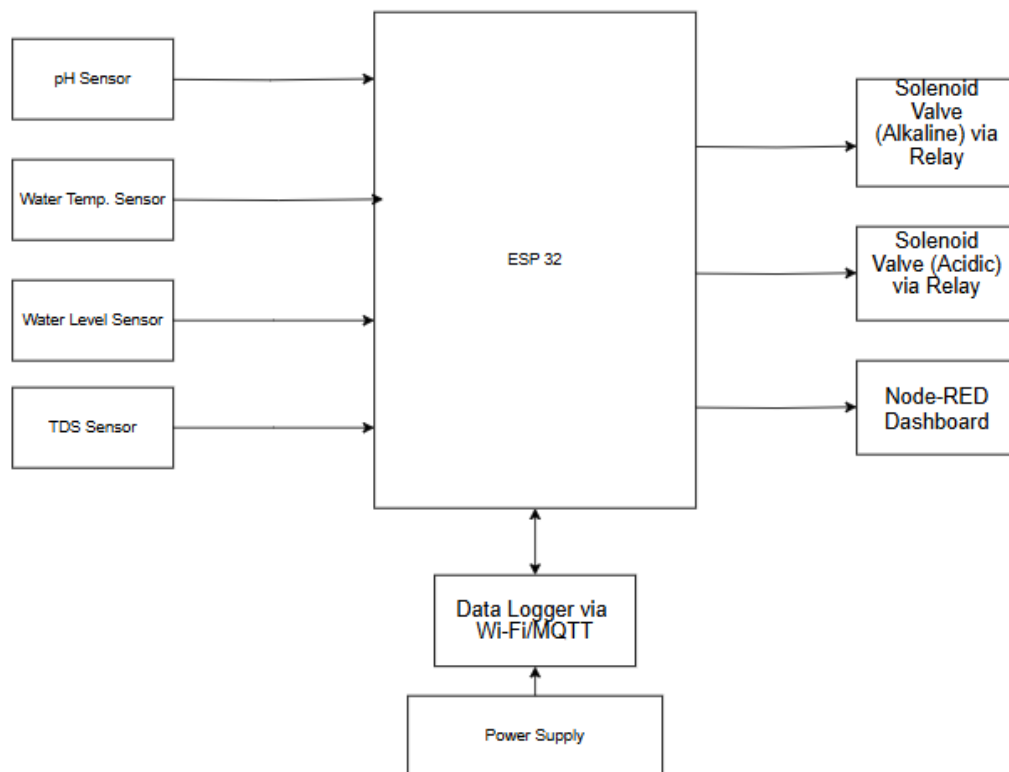 pH Sensor
Water Temp. Sensor
Water Level Sensor
TDS Sensor
ESP 32
Solenoid
Valve
(Alkaline) via
Relay
Solenoid
Valve (Acidic)
via Relay
Node-RED
Dashboard
Data Logger via
Wi-Fi/MQTT
Power Supply